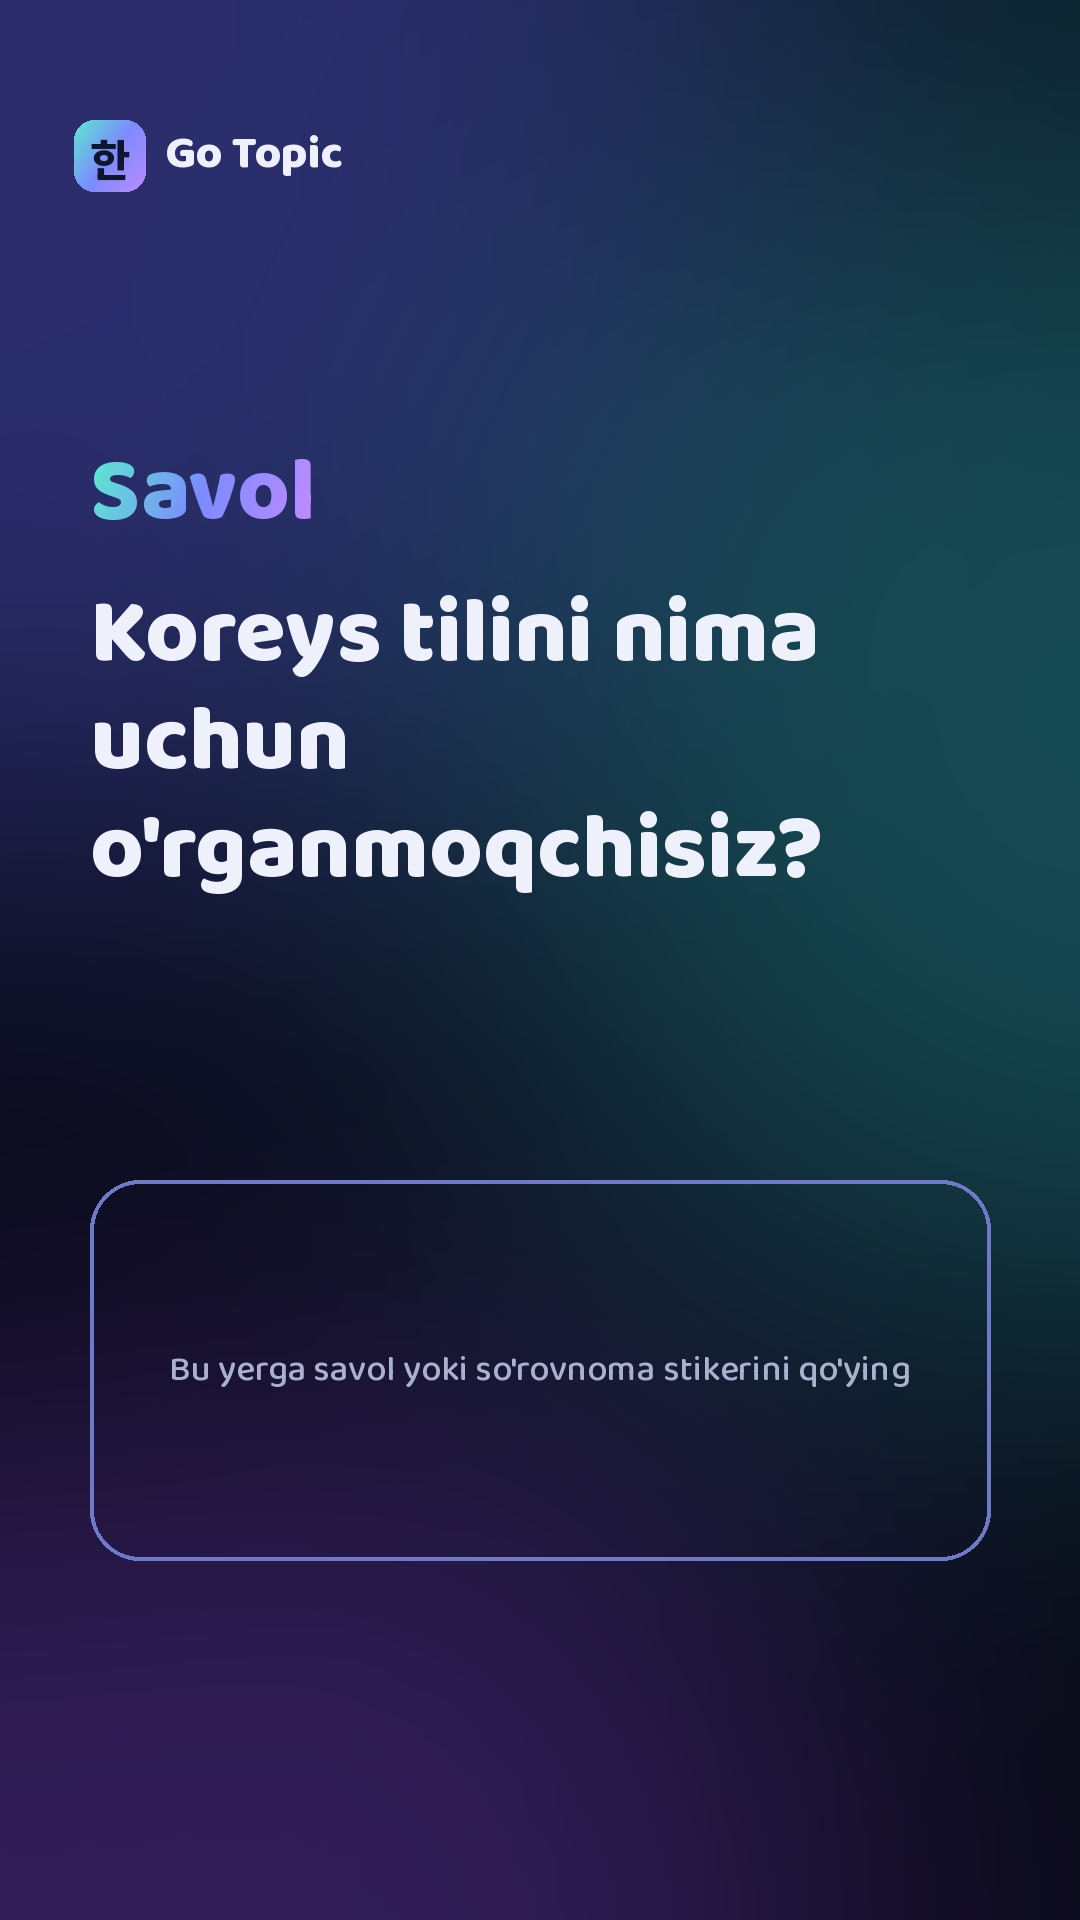 한 Go Topic
Savol
Koreys tilini nima
uchun
o'rganmoqchisiz?
Bu yerga savol yoki so'rovnoma stikerini qo'ying